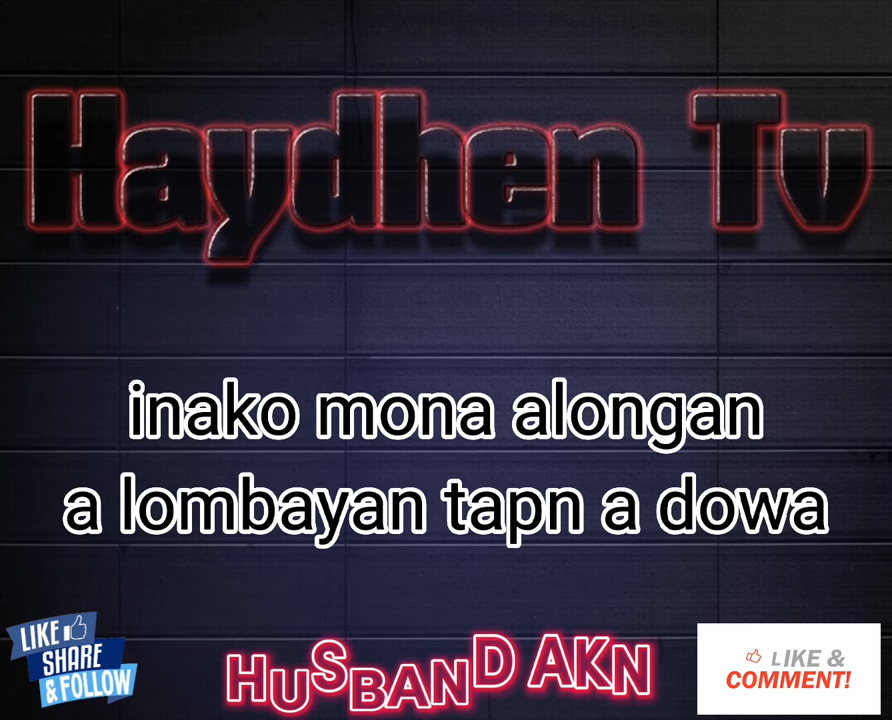 Haydhen Tv
inako mona alongan
a lombayan tapn a dowa
LIKE
SHARE
& FOLLOW
HUSBAND AKN
LIKE &
COMMENT!